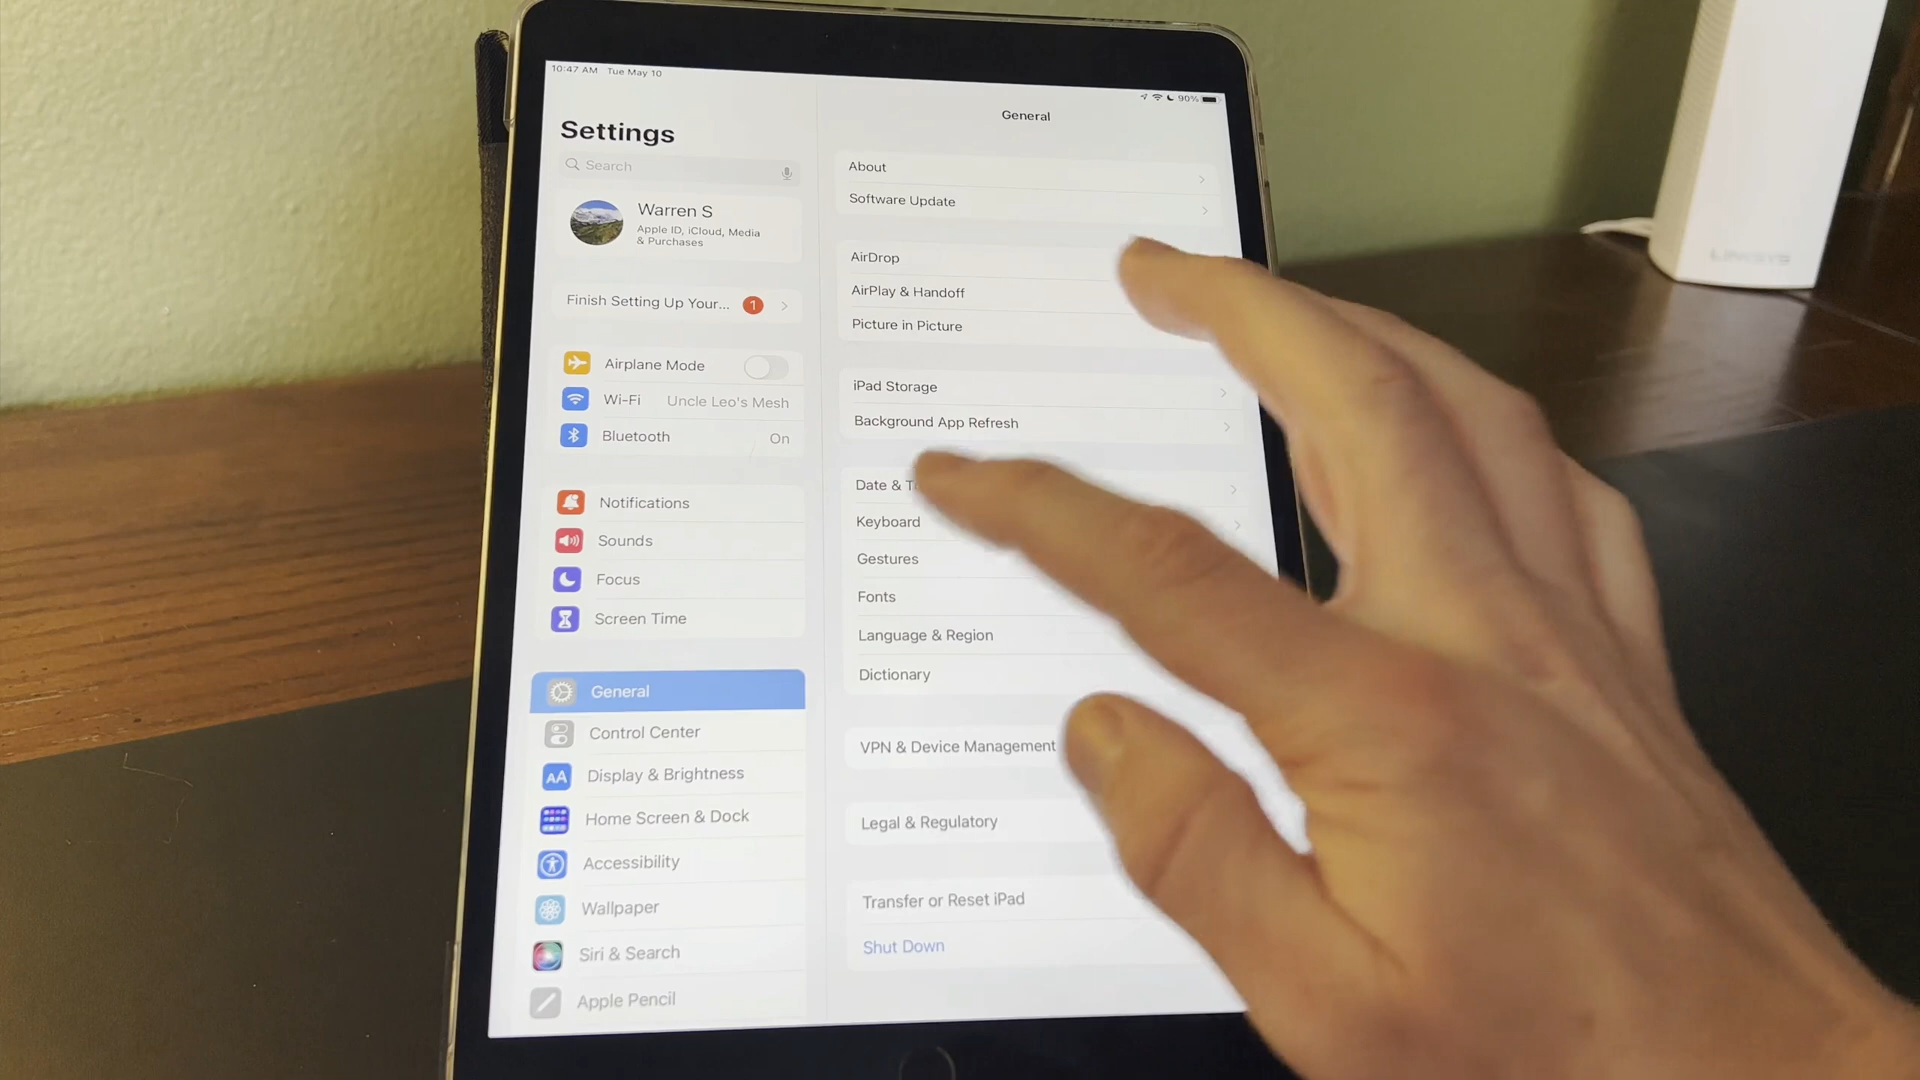 10:47 AM Tue May 10
90%
Settings
Search
Warren S
Apple ID, iCloud, Media
& Purchases
Finish Setting Up Your... 1
Airplane Mode
Wi-Fi Uncle Leo's Mesh
Bluetooth On
Notifications
Sounds
Focus
Screen Time
General
Control Center
AA Display & Brightness
Home Screen & Dock
Accessibility
Wallpaper
Siri & Search
Apple Pencil
General
About
Software Update
AirDrop
AirPlay & Handoff
Picture in Picture
iPad Storage
Background App Refresh
Date &
Keyboard
Gestures
Fonts
Language & Region
Dictionary
VPN & Device Management
Legal & Regulatory
Transfer or Reset iPad
Shut Down
LINKSYS